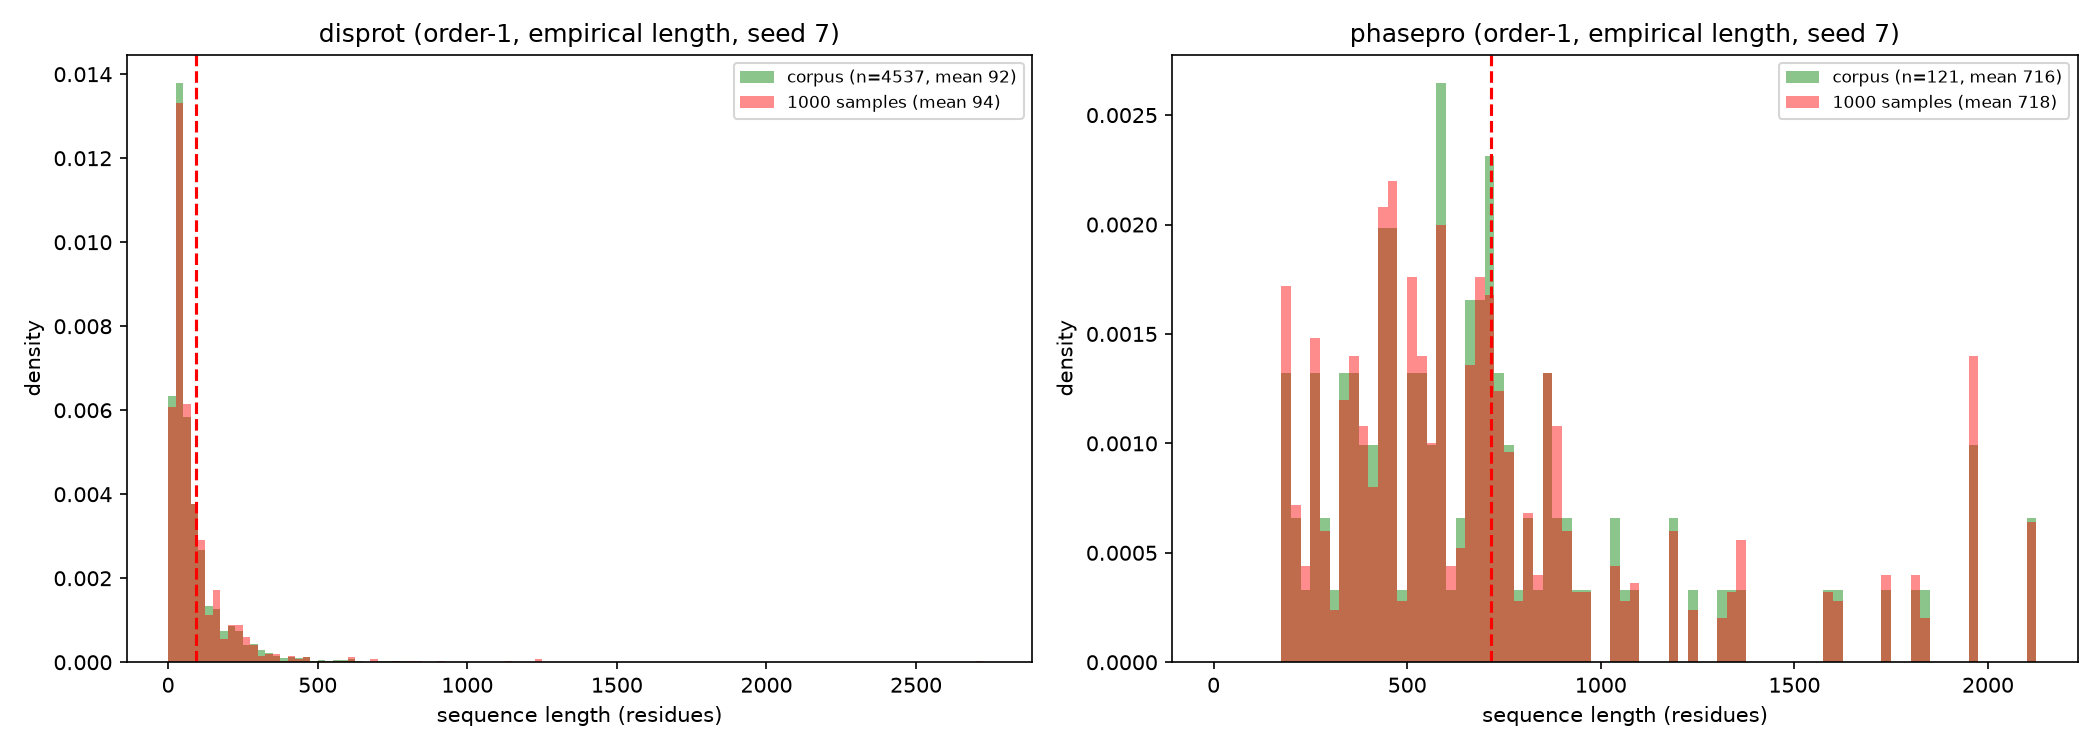 disprot (order-1, empirical length, seed 7)
corpus (n=4537, mean 92)
1000 samples (mean 94)
density
0.014
0.012
0.010
0.008
0.006
0.004
0.002
0.000
0
500
1000
1500
2000
2500
sequence length (residues)
phasepro (order-1, empirical length, seed 7)
corpus (n=121, mean 716)
1000 samples (mean 718)
density
0.0025
0.0020
0.0015
0.0010
0.0005
0.0000
0
500
1000
1500
2000
sequence length (residues)